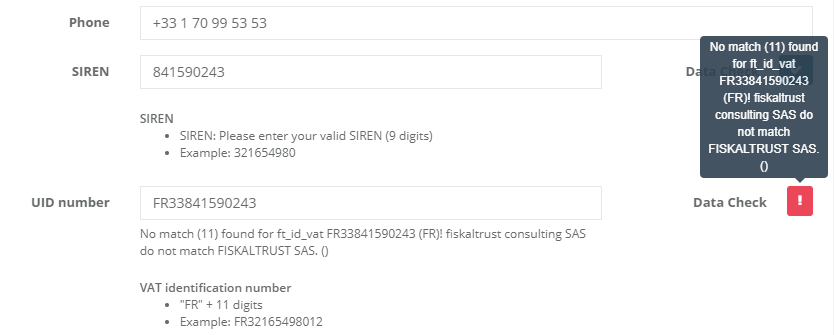 Phone
+33 1 70 99 53 53
SIREN
841590243
SIREN
• SIREN: Please enter your valid SIREN (9 digits)
• Example: 321654980
UID number
FR33841590243
No match (11) found for ft_id_vat FR33841590243 (FR)! fiskaltrust consulting SAS
do not match FISKALTRUST SAS. ()
VAT identification number
• "FR" + 11 digits
• Example: FR32165498012
No match (11) found
for ft_id_vat
FR33841590243
(FR)! fiskaltrust
consulting SAS do
not match
FISKALTRUST SAS.
()
Data Check
!